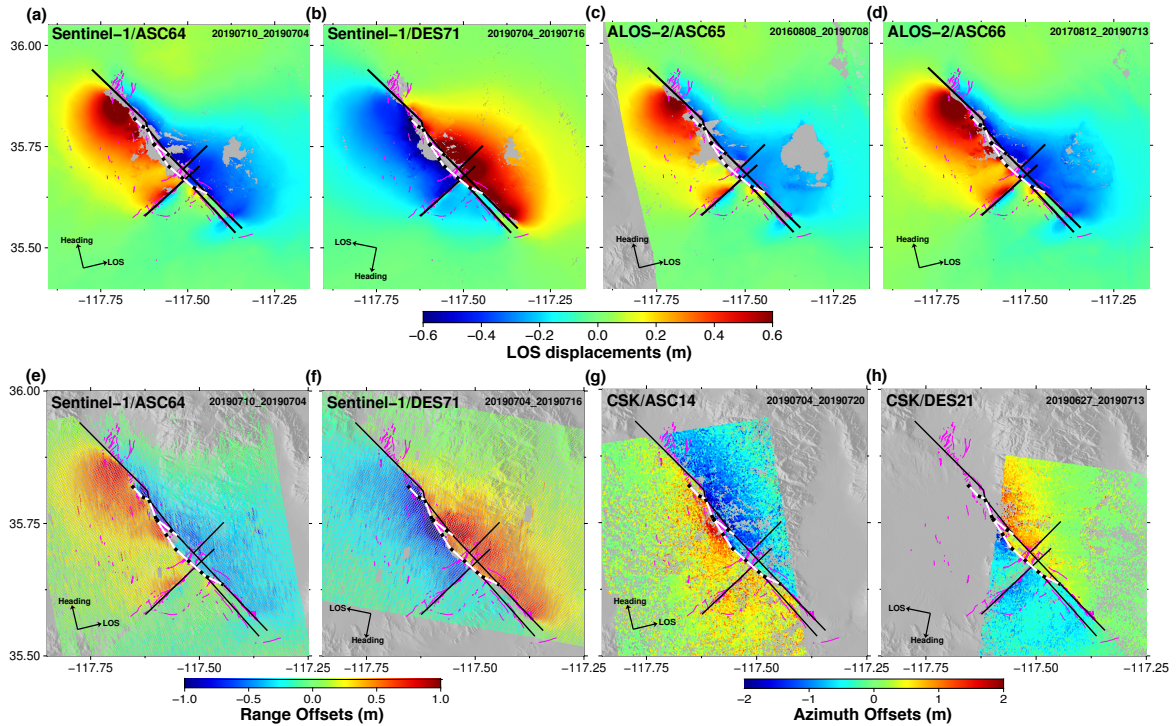 (a) (b) (c) (d)
Sentinel-1/ASC64 20190710_20190704
Sentinel-1/DES71 20190704_20190716
ALOS-2/ASC65 20160808_20190708
ALOS-2/ASC66 20170812_20190713
36.00
35.75
35.50
Heading LOS
LOS Heading
Heading LOS
Heading LOS
−117.75 −117.50 −117.25
−117.75 −117.50 −117.25
−117.75 −117.50 −117.25
−117.75 −117.50 −117.25
−0.6 −0.4 −0.2 0.0 0.2 0.4 0.6
LOS displacements (m)
(e) (f) (g) (h)
36.00
Sentinel-1/ASC64 20190710_20190704
Sentinel-1/DES71 20190704_20190716
CSK/ASC14 20190704_20190720
CSK/DES21 20190627_20190713
35.75
35.50
Heading LOS
LOS Heading
Heading LOS
LOS Heading
−117.75 −117.50 −117.25
−117.75 −117.50 −117.25
−117.75 −117.50 −117.25
−117.75 −117.50 −117.25
−1.0 −0.5 0.0 0.5 1.0
Range Offsets (m)
−2 −1 0 1 2
Azimuth Offsets (m)